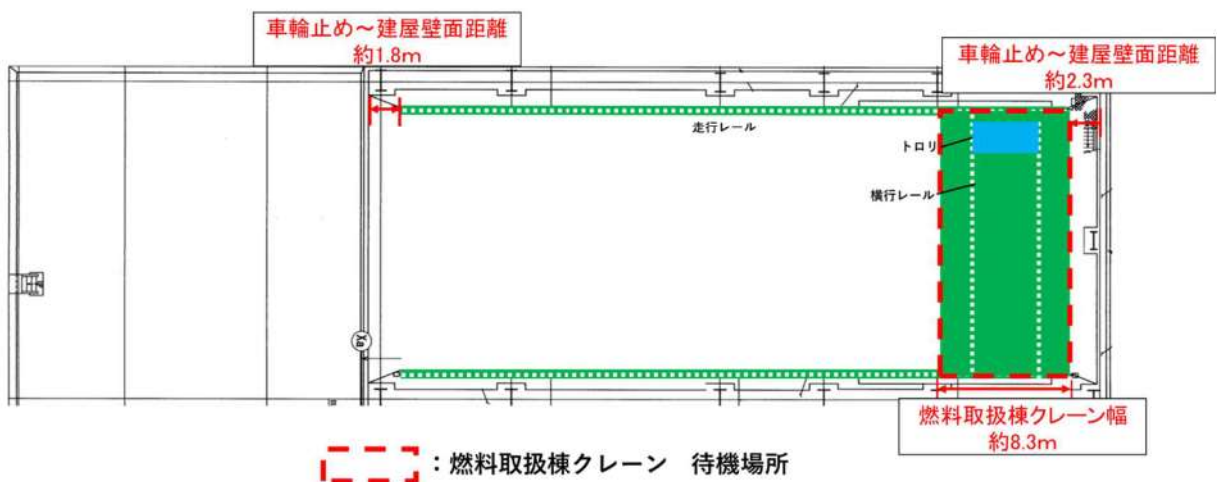 車輪止め～建屋壁面距離
約1.8m
車輪止め～建屋壁面距離
約2.3m
走行レール
トロリ
横行レール
Xa
燃料取扱棟クレーン幅
約8.3m
：燃料取扱棟クレーン　待機場所